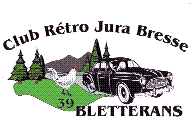 Club Rétro Jura Bresse
39
BLETTERANS